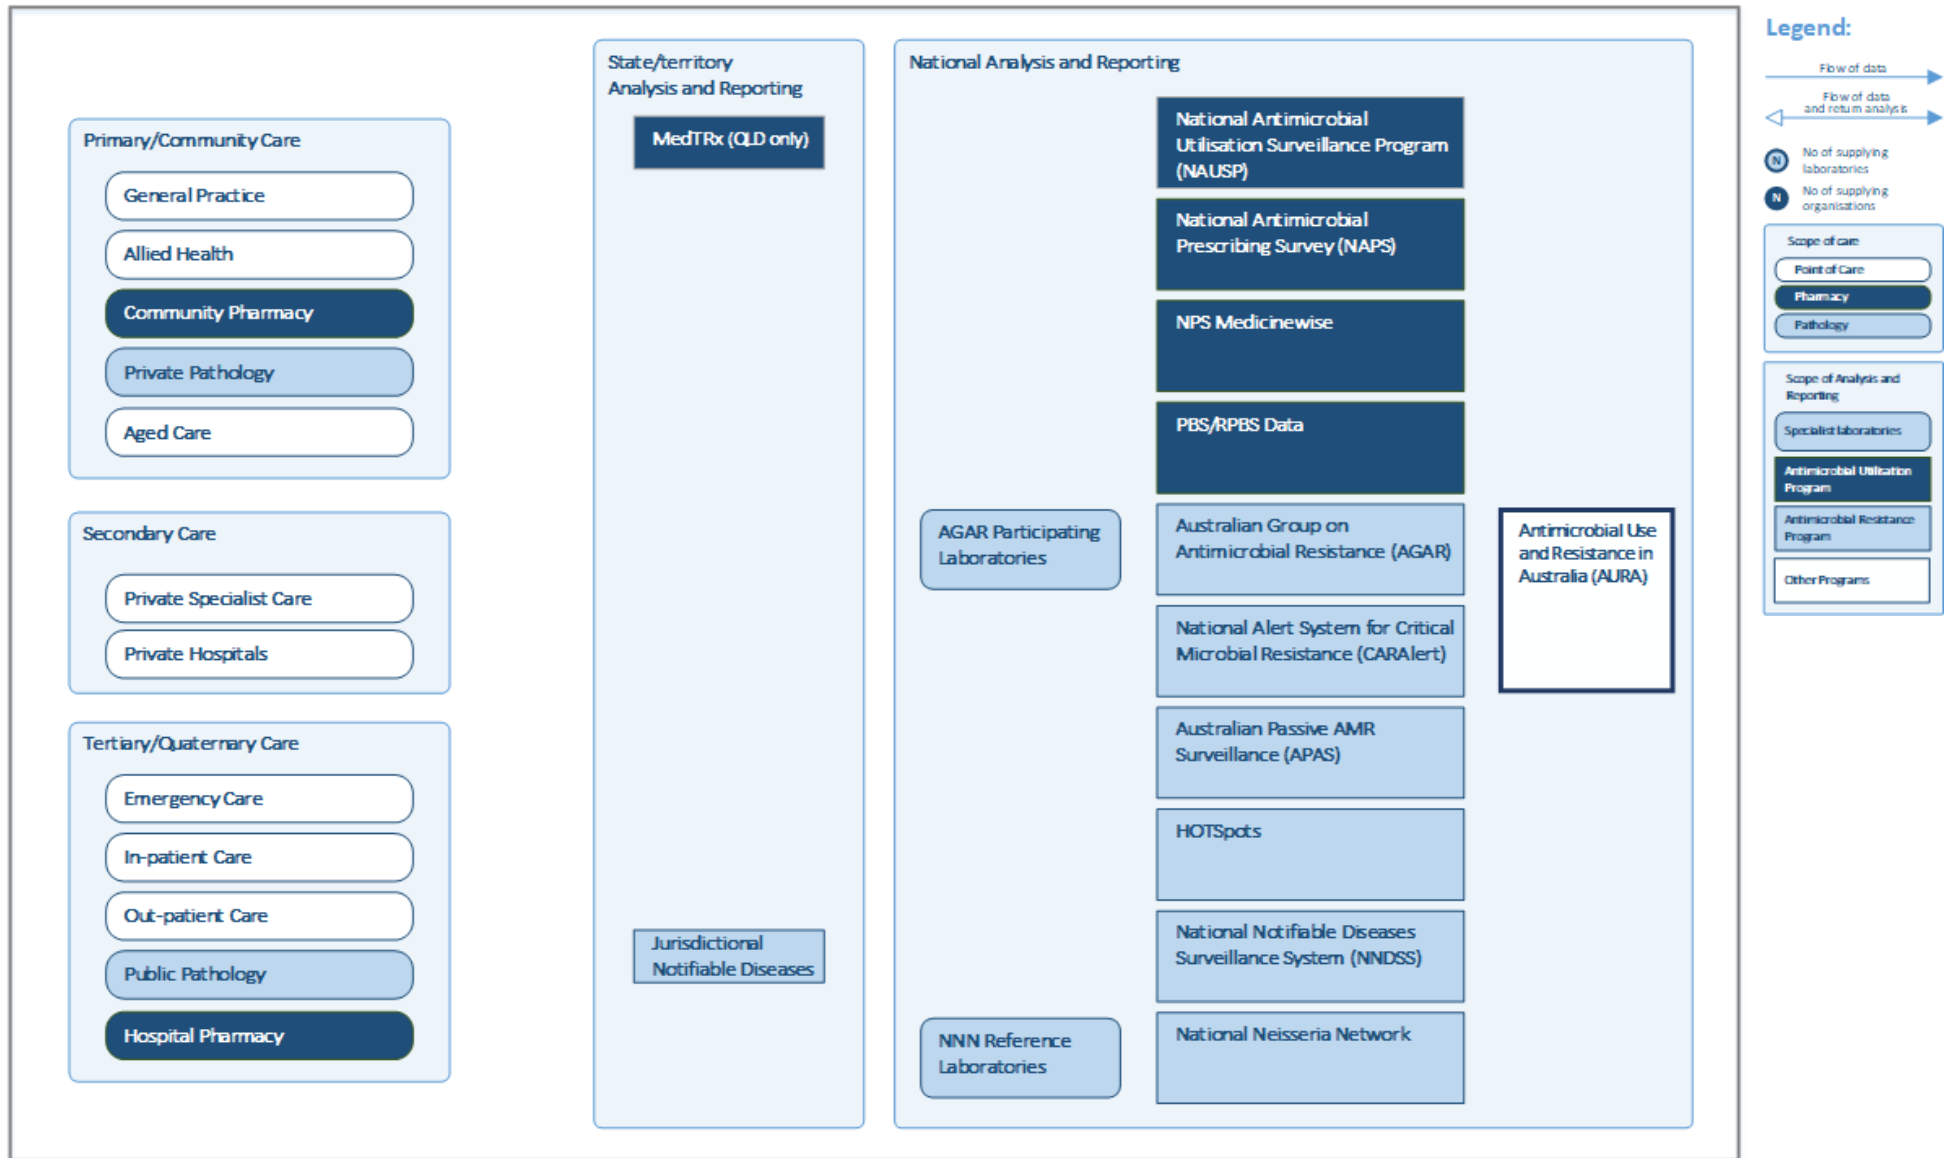 Primary/Community Care
General Practice
Allied Health
Community Pharmacy
Private Pathology
Aged Care
Secondary Care
Private Specialist Care
Private Hospitals
Tertiary/Quaternary Care
Emergency Care
In-patient Care
Out-patient Care
Public Pathology
Hospital Pharmacy
State/territory
Analysis and Reporting
MedTRx (QLD only)
Jurisdictional
Notifiable Diseases
National Analysis and Reporting
National Antimicrobial
Utilisation Surveillance Program
(NAUSP)
National Antimicrobial
Prescribing Survey (NAPS)
NPS Medicinewise
PBS/RPBS Data
AGAR Participating
Laboratories
Australian Group on
Antimicrobial Resistance (AGAR)
Antimicrobial Use
and Resistance in
Australia (AURA)
National Alert System for Critical
Microbial Resistance (CARAlert)
Australian Passive AMR
Surveillance (APAS)
HOTSpots
National Notifiable Diseases
Surveillance System (NNDSS)
NNN Reference
Laboratories
National Neisseria Network
Legend:
Flow of data
Flow of data
and return analysis
N
No of supplying
laboratories
N
No of supplying
organisations
Scope of care
Point of Care
Pharmacy
Pathology
Scope of Analysis and
Reporting
Specialist laboratories
Antimicrobial Utilisation
Program
Antimicrobial Resistance
Program
Other Programs